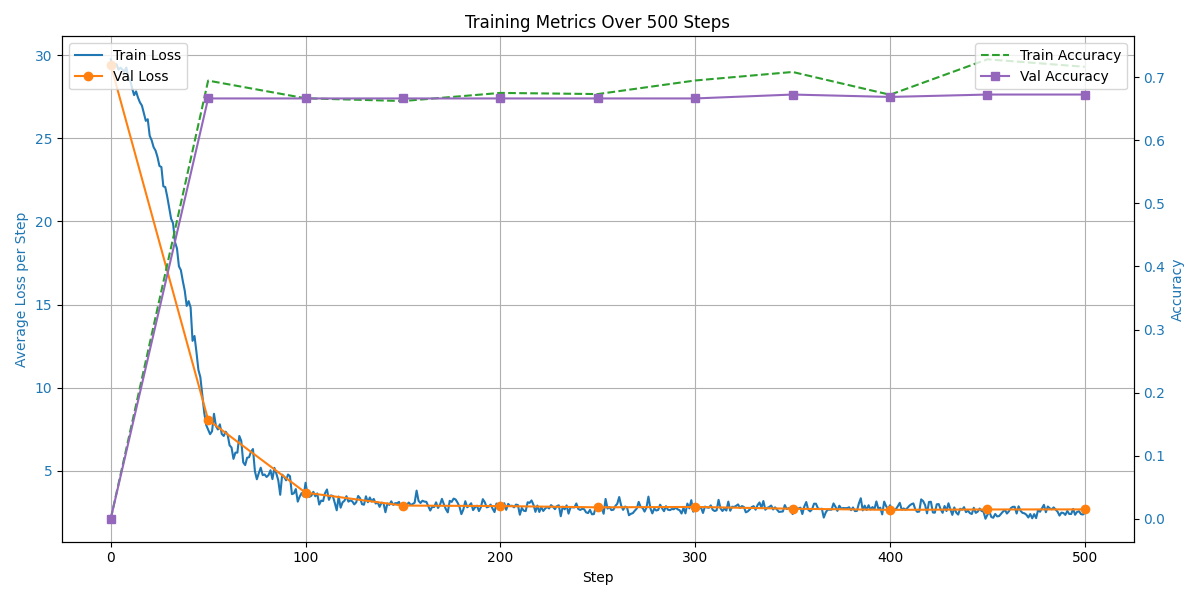 Training Metrics Over 500 Steps
Train Loss
Val Loss
Train Accuracy
Val Accuracy
30
25
20
15
10
5
Average Loss per Step
0.7
0.6
0.5
0.4
0.3
0.2
0.1
0.0
Accuracy
0 100 200 300 400 500
Step